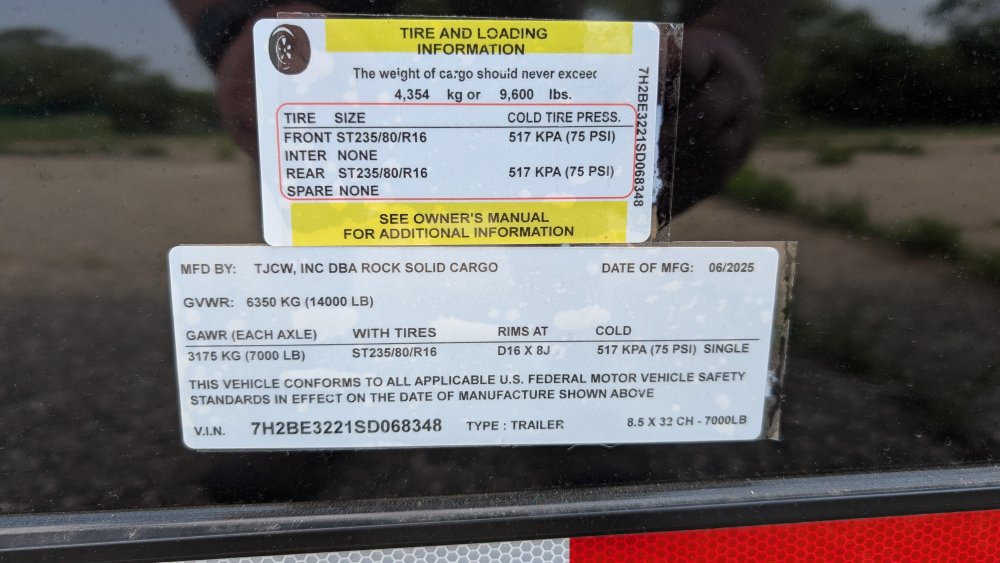 TIRE AND LOADING
INFORMATION
The weight of cargo should never exceed
4,354 kg or 9,600 lbs.
TIRE SIZE COLD TIRE PRESS.
FRONT ST235/80/R16 517 KPA (75 PSI)
INTER NONE
REAR ST235/80/R16 517 KPA (75 PSI)
SPARE NONE
SEE OWNER'S MANUAL
FOR ADDITIONAL INFORMATION
7H2BE3221SD068348
MFD BY: TJCW, INC DBA ROCK SOLID CARGO DATE OF MFG: 06/2025
GVWR: 6350 KG (14000 LB)
GAWR (EACH AXLE) WITH TIRES RIMS AT COLD
3175 KG (7000 LB) ST235/80/R16 D16 X 8J 517 KPA (75 PSI) SINGLE
THIS VEHICLE CONFORMS TO ALL APPLICABLE U.S. FEDERAL MOTOR VEHICLE SAFETY
STANDARDS IN EFFECT ON THE DATE OF MANUFACTURE SHOWN ABOVE
V.I.N. 7H2BE3221SD068348 TYPE : TRAILER 8.5 X 32 CH - 7000LB